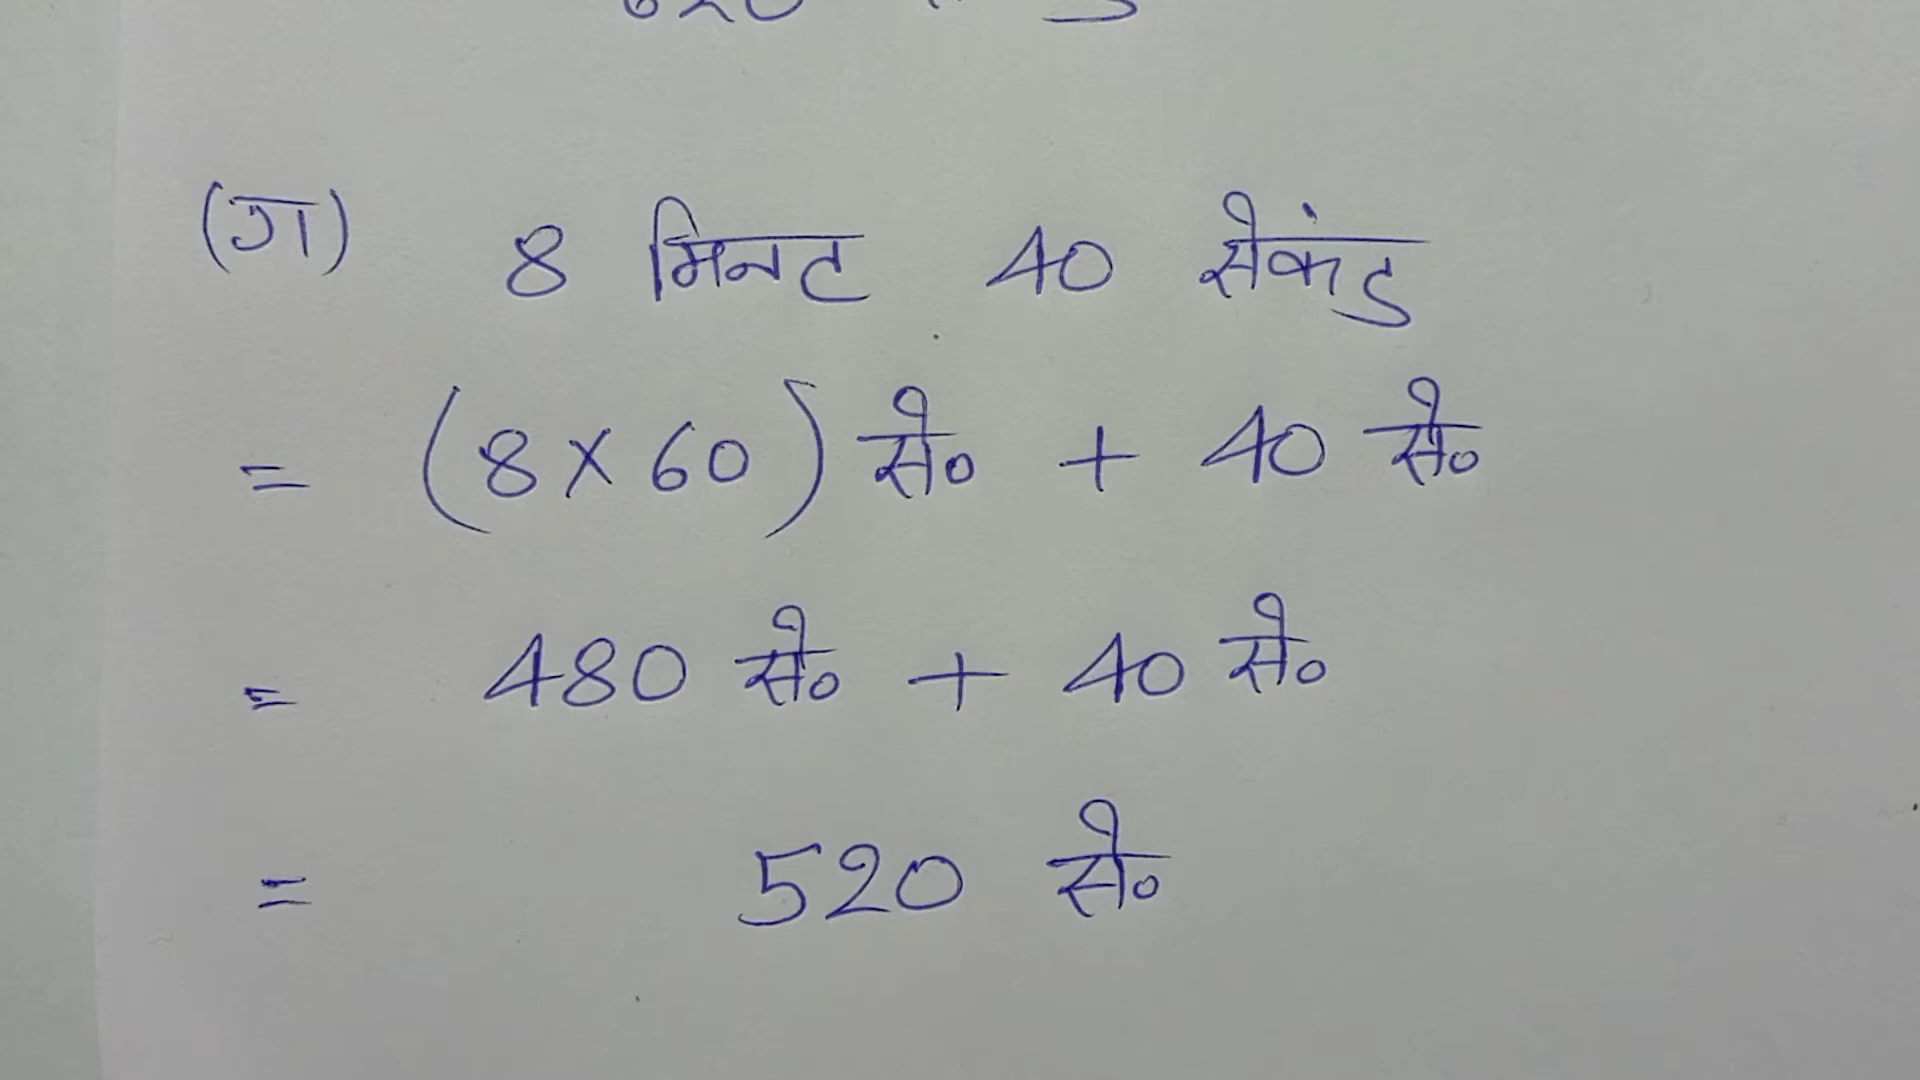 (ग) 8 मिनट 40 सेकंड
= (8 × 60) से० + 40 से०
= 480 से० + 40 से०
= 520 से०